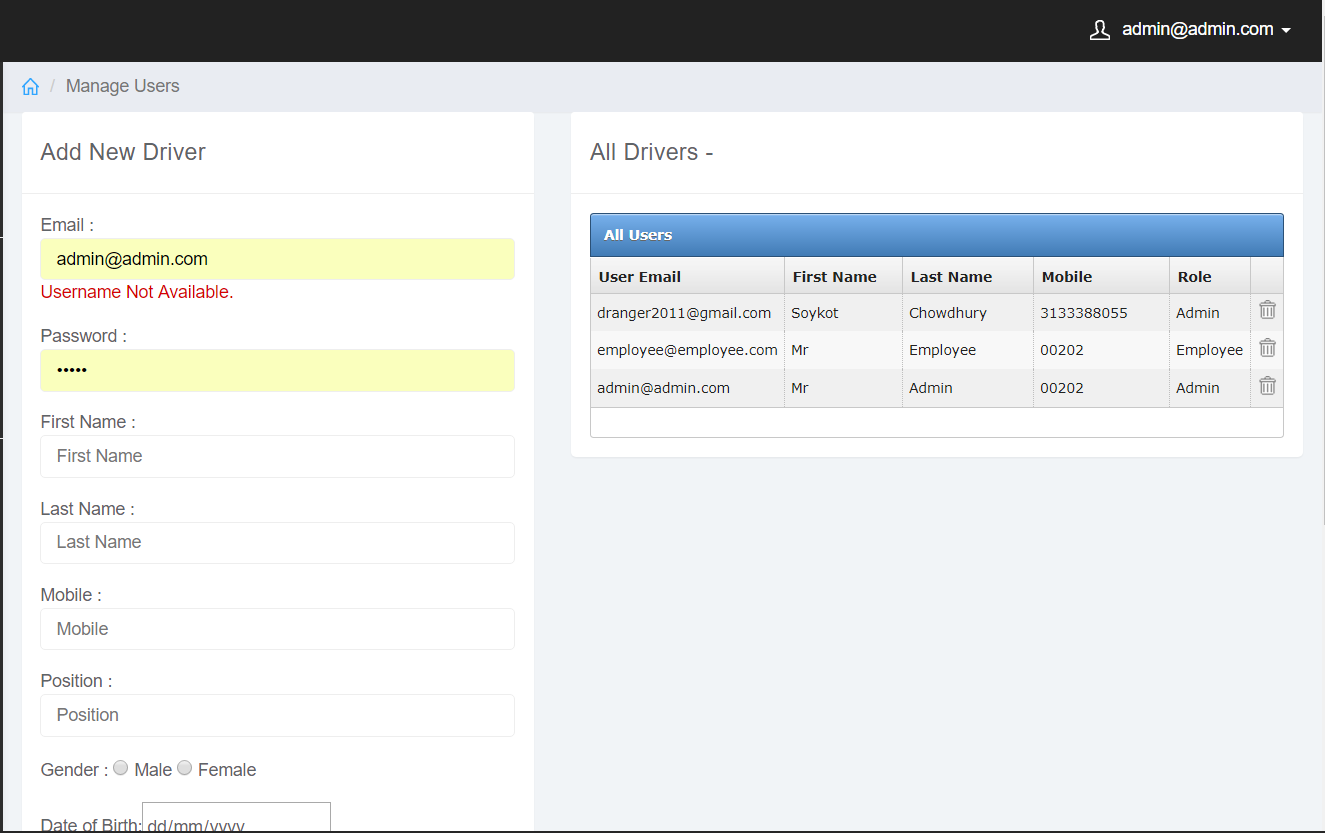 admin@admin.com
/ Manage Users
Add New Driver
Email :
admin@admin.com
Username Not Available.
Password :
•••••
First Name :
First Name
Last Name :
Last Name
Mobile :
Mobile
Position :
Position
Gender : Male Female
Date of Birth: dd/mm/yyyy
All Drivers -
All Users
User Email First Name Last Name Mobile Role
dranger2011@gmail.com Soykot Chowdhury 3133388055 Admin
employee@employee.com Mr Employee 00202 Employee
admin@admin.com Mr Admin 00202 Admin